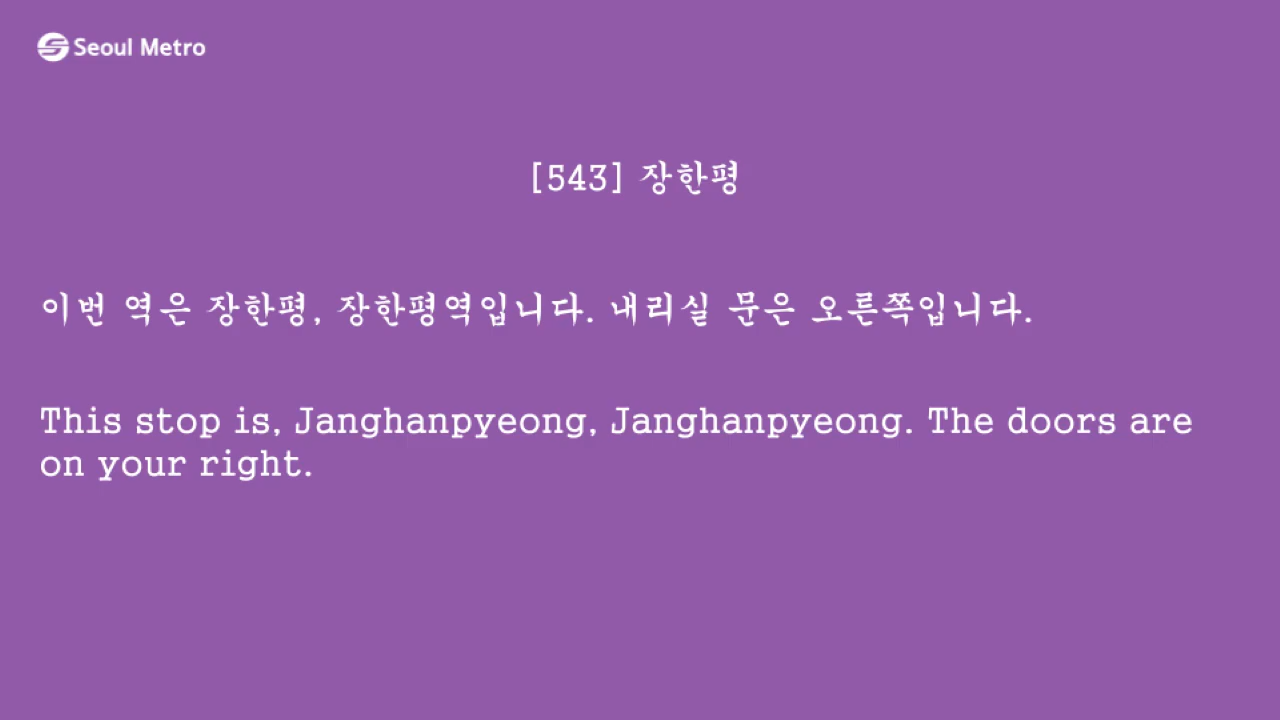 Seoul Metro
[543] 장한평
이번 역은 장한평, 장한평역입니다. 내리실 문은 오른쪽입니다.
This stop is, Janghanpyeong, Janghanpyeong. The doors are
on your right.